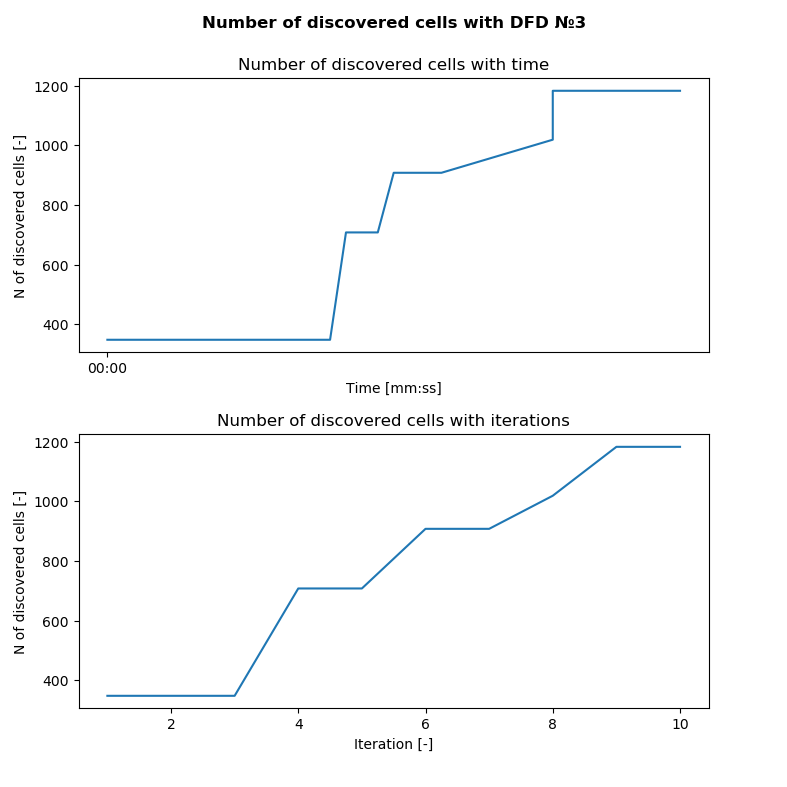 Number of discovered cells with DFD №3
Number of discovered cells with time
1200
1000
800
600
400
N of discovered cells [-]
00:00
Time [mm:ss]
Number of discovered cells with iterations
1200
1000
800
600
400
N of discovered cells [-]
2 4 6 8 10
Iteration [-]